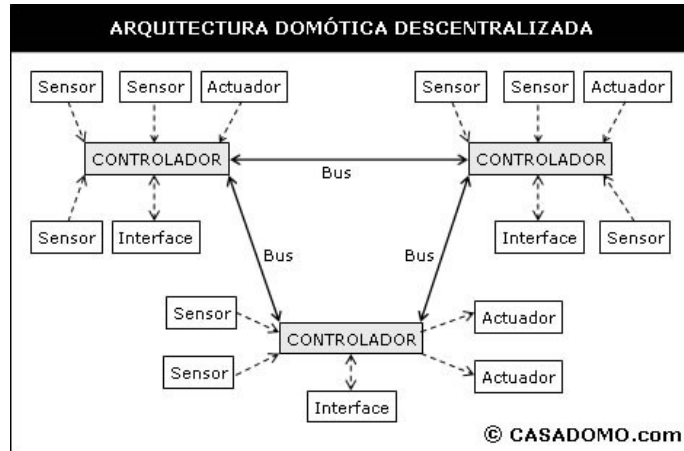 ARQUITECTURA DOMÓTICA DESCENTRALIZADA
Sensor
Sensor
Actuador
Sensor
Sensor
Actuador
CONTROLADOR
Bus
CONTROLADOR
Sensor
Interface
Bus
Bus
Interface
Sensor
Sensor
Actuador
CONTROLADOR
Sensor
Actuador
Interface
© CASADOMO.com